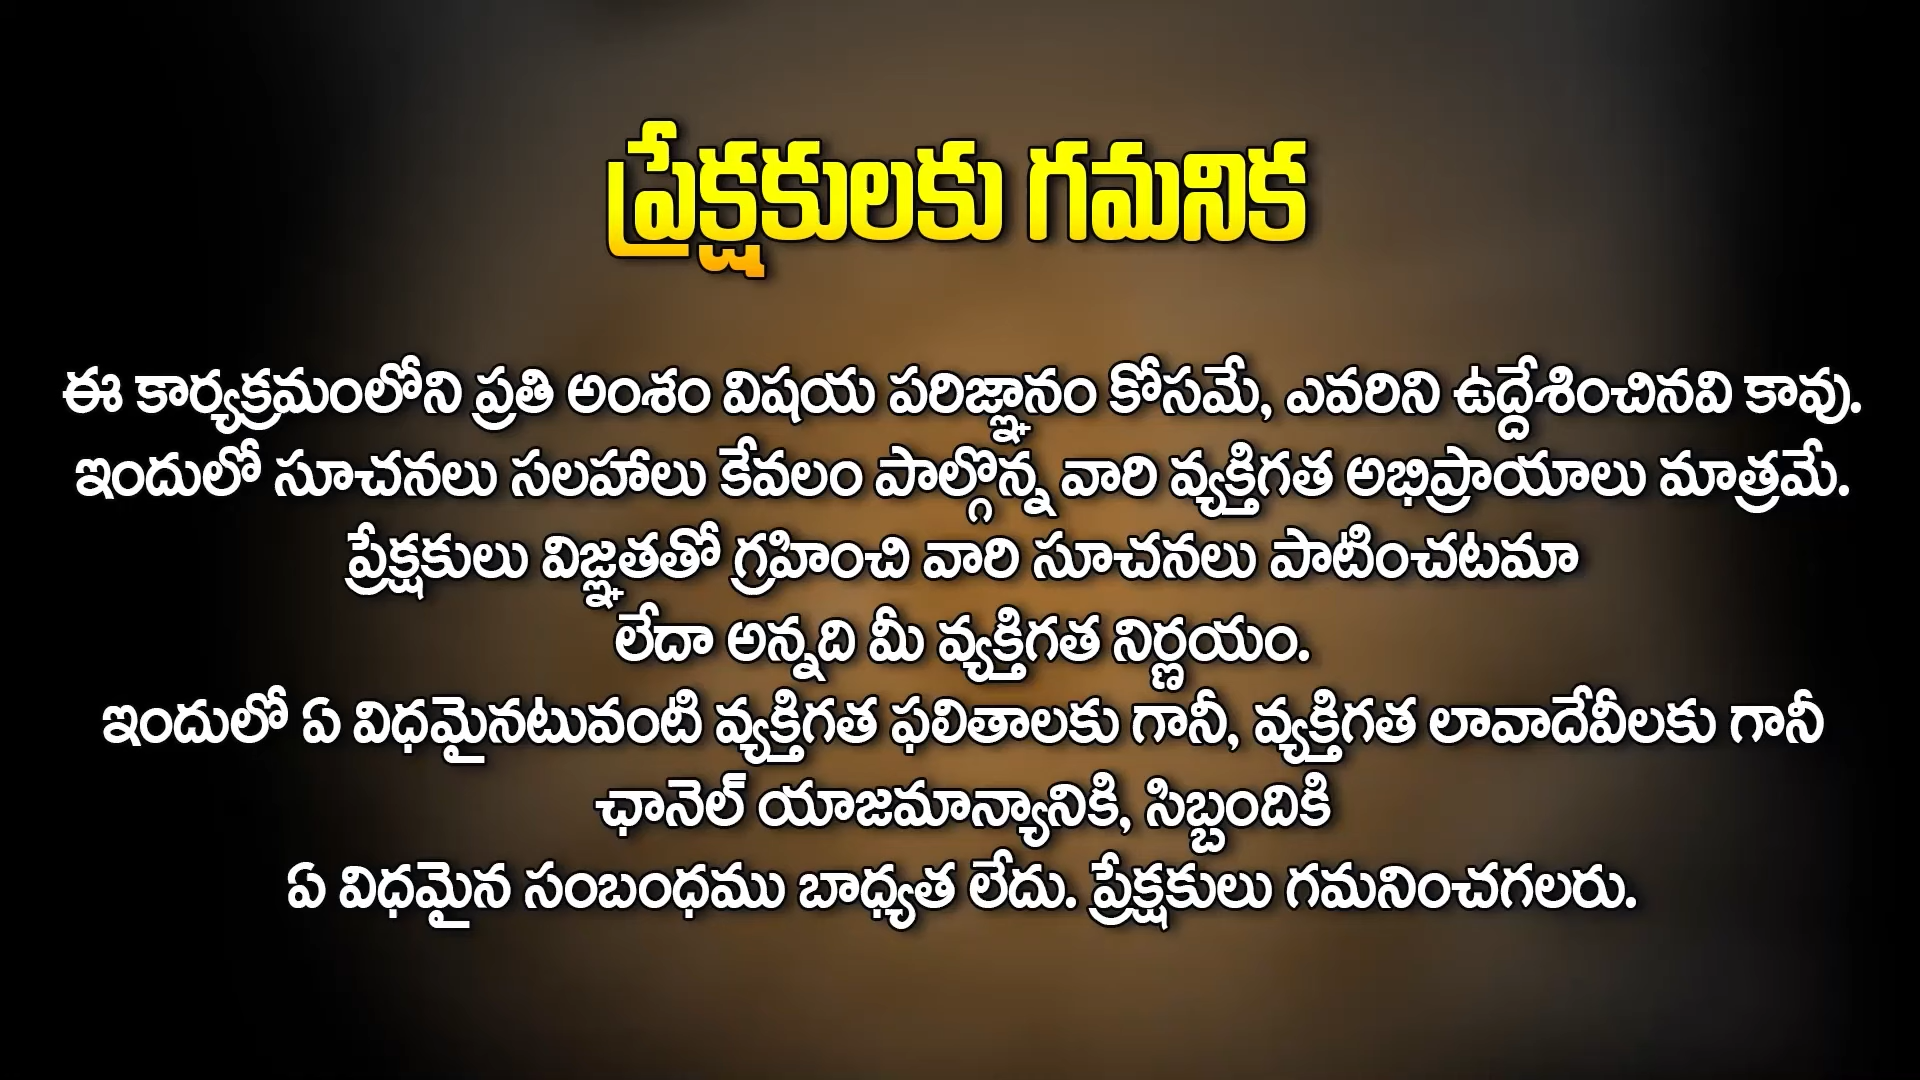 ప్రేక్షకులకు గమనిక
ఈ కార్యక్రమంలోని ప్రతి అంశం విషయ పరిజ్ఞానం కోసమే, ఎవరిని ఉద్దేశించినవి కావు.
ఇందులో సూచనలు సలహాలు కేవలం పాల్గొన్న వారి వ్యక్తిగత అభిప్రాయాలు మాత్రమే.
ప్రేక్షకులు విజ్ఞతతో గ్రహించి వారి సూచనలు పాటించటమా
లేదా అన్నది మీ వ్యక్తిగత నిర్ణయం.
ఇందులో ఏ విధమైనటువంటి వ్యక్తిగత ఫలితాలకు గానీ, వ్యక్తిగత లావాదేవీలకు గానీ
ఛానెల్ యాజమాన్యానికి, సిబ్బందికి
ఏ విధమైన సంబంధము బాధ్యత లేదు. ప్రేక్షకులు గమనించగలరు.